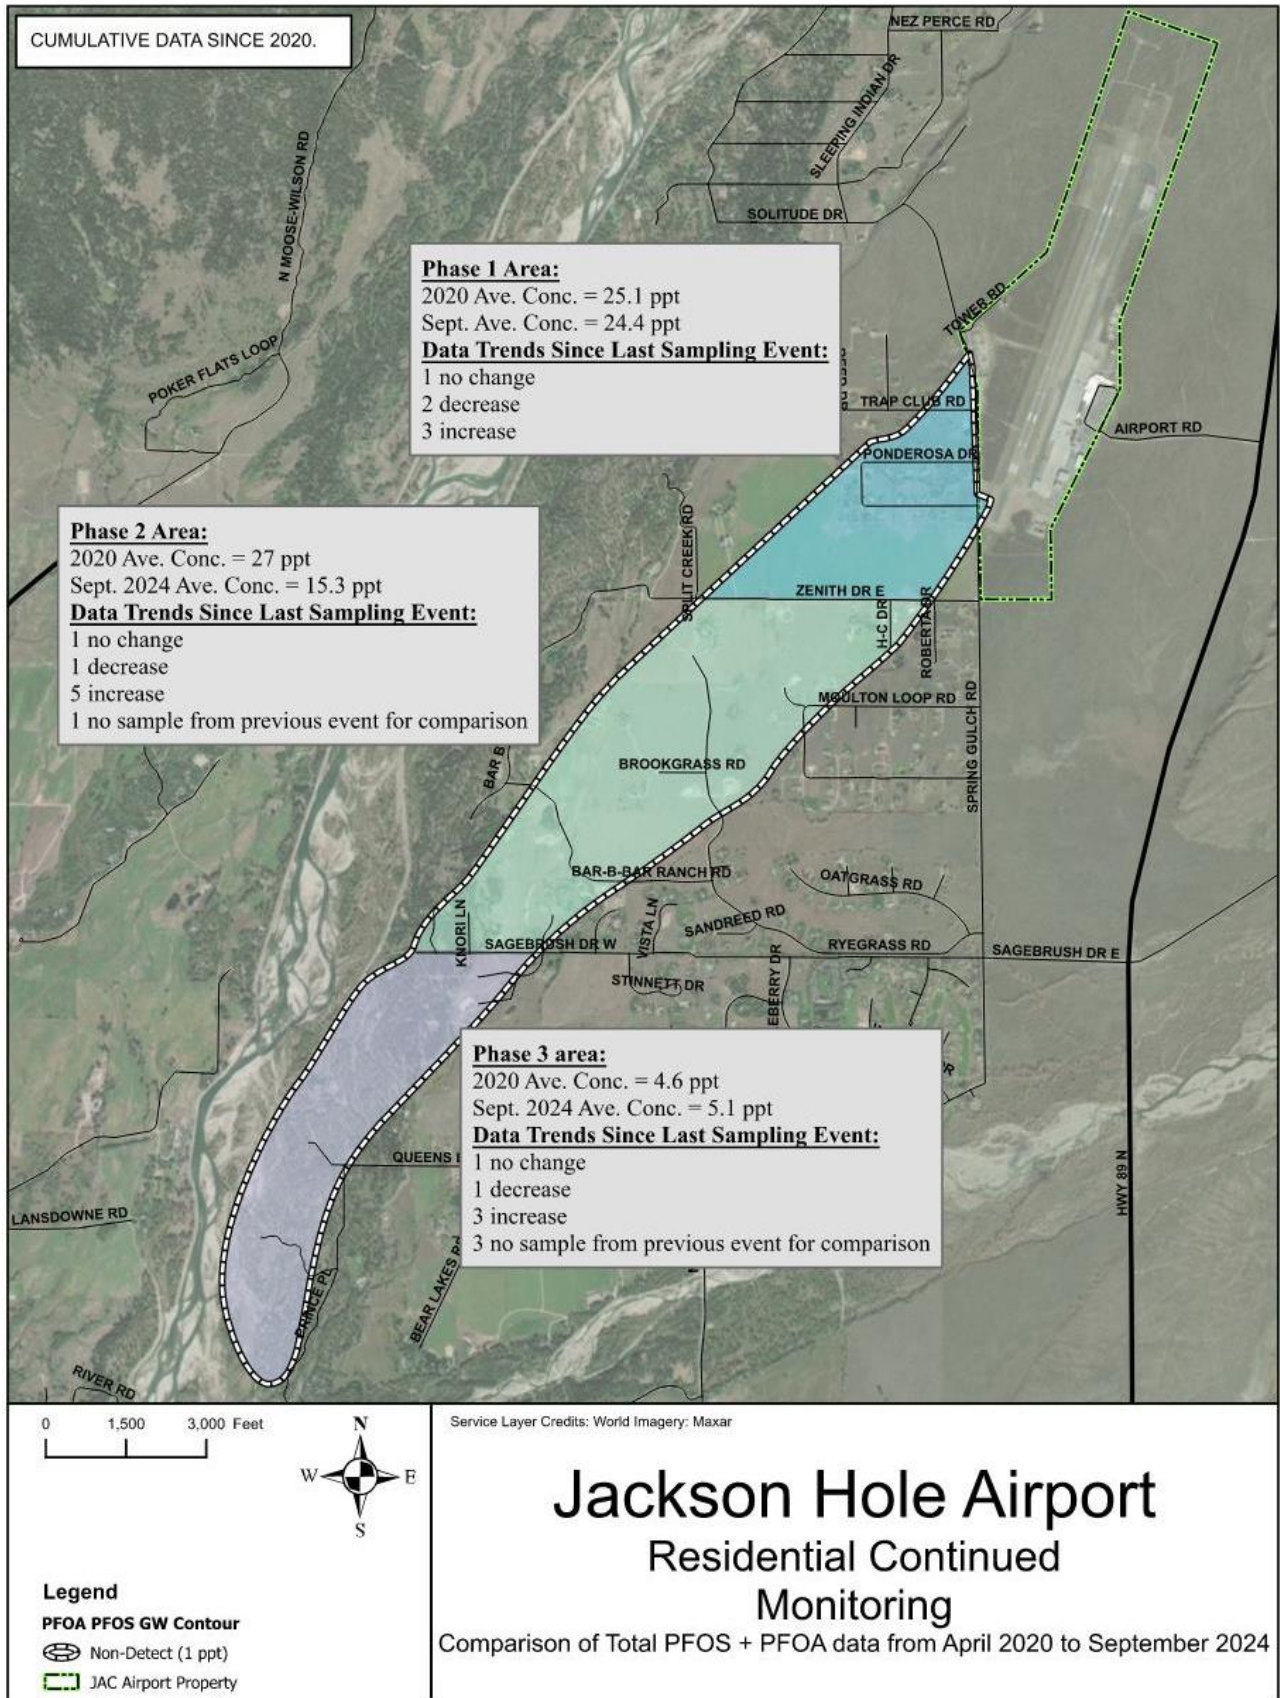 CUMULATIVE DATA SINCE 2020.
NEZ PERCE RD
SLEEPING INDIAN DR
N MOOSE-WILSON RD
SOLITUDE DR
Phase 1 Area:
2020 Ave. Conc. = 25.1 ppt
Sept. Ave. Conc. = 24.4 ppt
Data Trends Since Last Sampling Event:
1 no change
2 decrease
3 increase
TOWER RD
POKER FLATS LOOP
TRAP CLUB RD
AIRPORT RD
PONDEROSA DR
Phase 2 Area:
2020 Ave. Conc. = 27 ppt
Sept. 2024 Ave. Conc. = 15.3 ppt
Data Trends Since Last Sampling Event:
1 no change
1 decrease
5 increase
1 no sample from previous event for comparison
SPLIT CREEK RD
ZENITH DR E
H-C DR
ROBERTA DR
MOULTON LOOP RD
SPRING GULCH RD
BAR B
BROOKGRASS RD
BAR-B-BAR RANCH RD
OATGRASS RD
KNORI LN
SAGEBRUSH DR W
VISTA LN
SANDREED RD
RYEGRASS RD
SAGEBRUSH DR E
STINNETT DR
EBERRY DR
Phase 3 area:
2020 Ave. Conc. = 4.6 ppt
Sept. 2024 Ave. Conc. = 5.1 ppt
Data Trends Since Last Sampling Event:
1 no change
1 decrease
3 increase
3 no sample from previous event for comparison
QUEENS
HWY 89 N
LANSDOWNE RD
PRINCE PL
BEAR LAKES RD
RIVER RD
0 1,500 3,000 Feet
N
W E
S
Service Layer Credits: World Imagery: Maxar
Jackson Hole Airport
Residential Continued
Monitoring
Comparison of Total PFOS + PFOA data from April 2020 to September 2024
Legend
PFOA PFOS GW Contour
Non-Detect (1 ppt)
JAC Airport Property